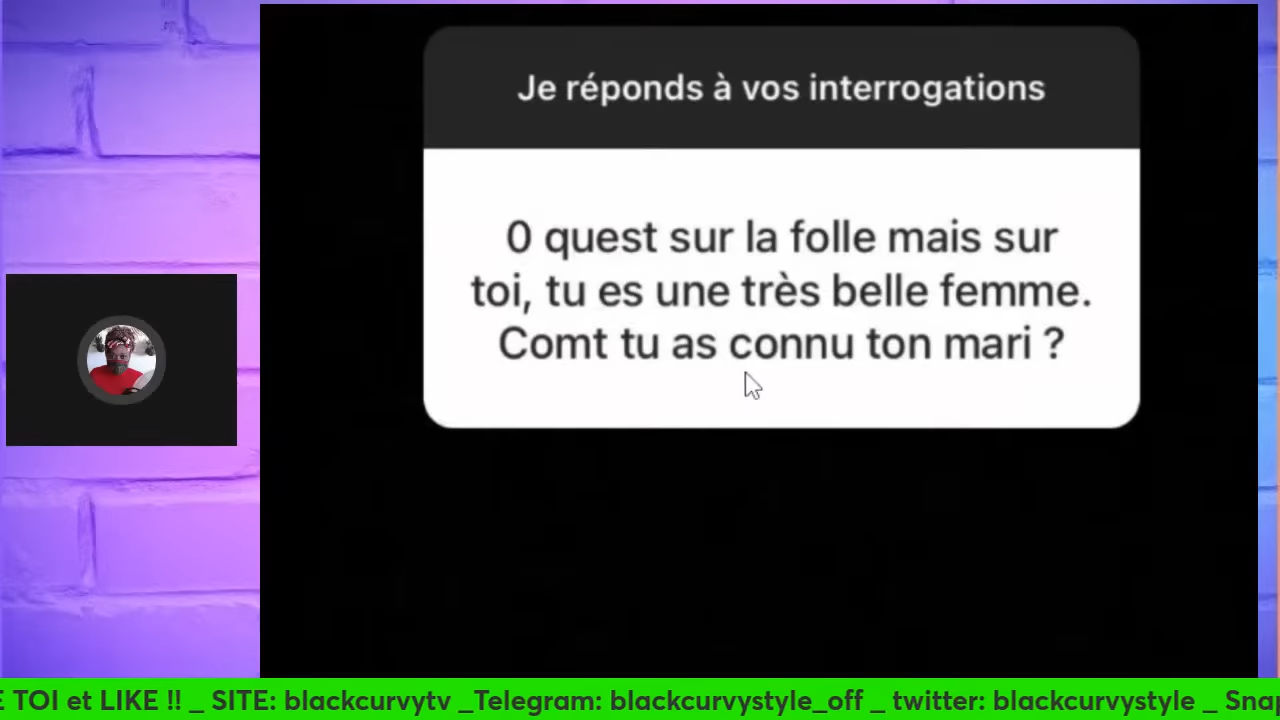 Je réponds à vos interrogations
0 quest sur la folle mais sur
toi, tu es une très belle femme.
Comt tu as connu ton mari ?
E TOI et LIKE !! _ SITE: blackcurvytv _Telegram: blackcurvystyle_off _ twitter: blackcurvystyle _ Snap